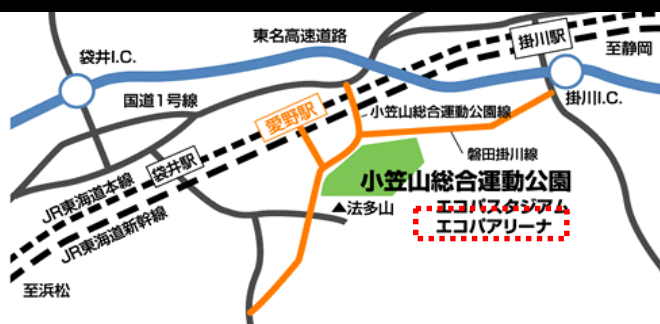 東名高速道路
掛川駅
至静岡
袋井I.C.
国道1号線
愛野駅
小笠山総合運動公園線
掛川I.C.
磐田掛川線
袋井駅
小笠山総合運動公園
JR東海道本線
▲法多山
エコパスタジアム
エコパアリーナ
JR東海道新幹線
至浜松